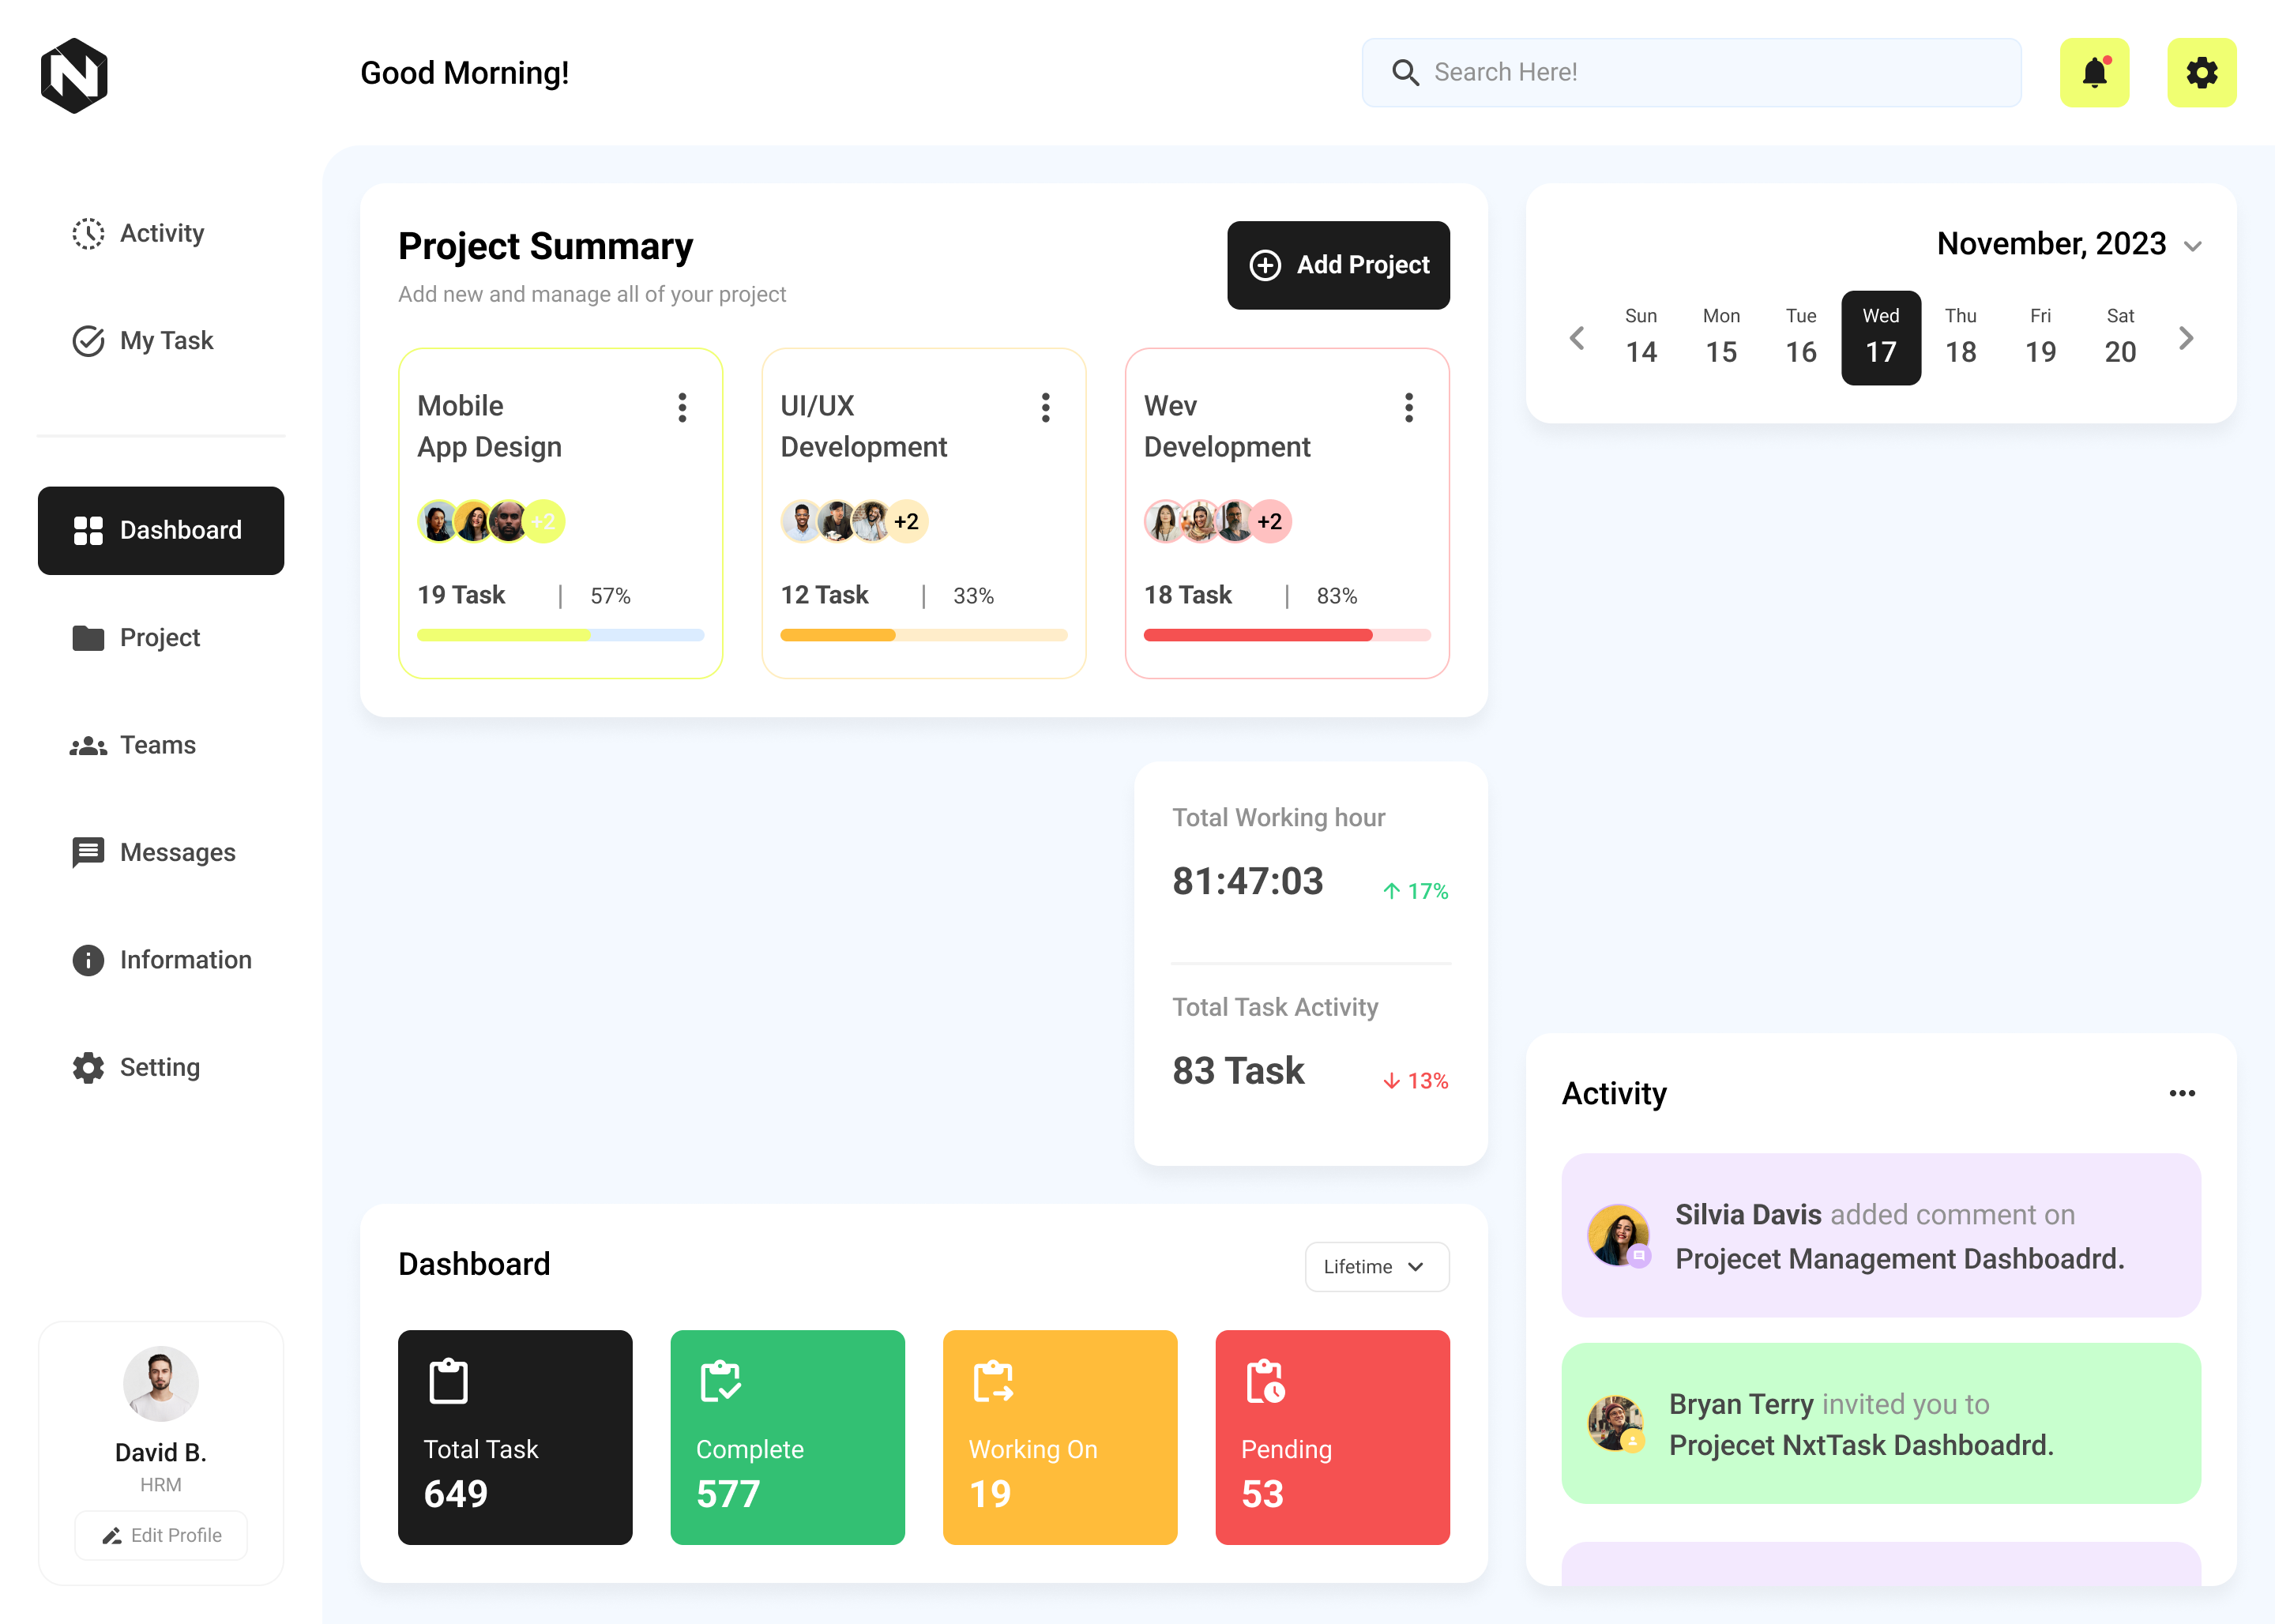 Good Morning!
Search Here!
Activity
My Task
Dashboard
Project
Teams
Messages
Information
Setting
David B.
HRM
Edit Profile
Project Summary
Add new and manage all of your project
Add Project
Mobile
App Design
+2
19 Task | 57%
UI/UX
Development
+2
12 Task | 33%
Wev
Development
+2
18 Task | 83%
November, 2023
Sun Mon Tue Wed Thu Fri Sat
14 15 16 17 18 19 20
Total Working hour
81:47:03 ↑ 17%
Total Task Activity
83 Task ↓ 13%
Dashboard
Lifetime
Total Task
649
Complete
577
Working On
19
Pending
53
Activity
Silvia Davis added comment on
Projecet Management Dashboadrd.
Bryan Terry invited you to
Projecet NxtTask Dashboadrd.